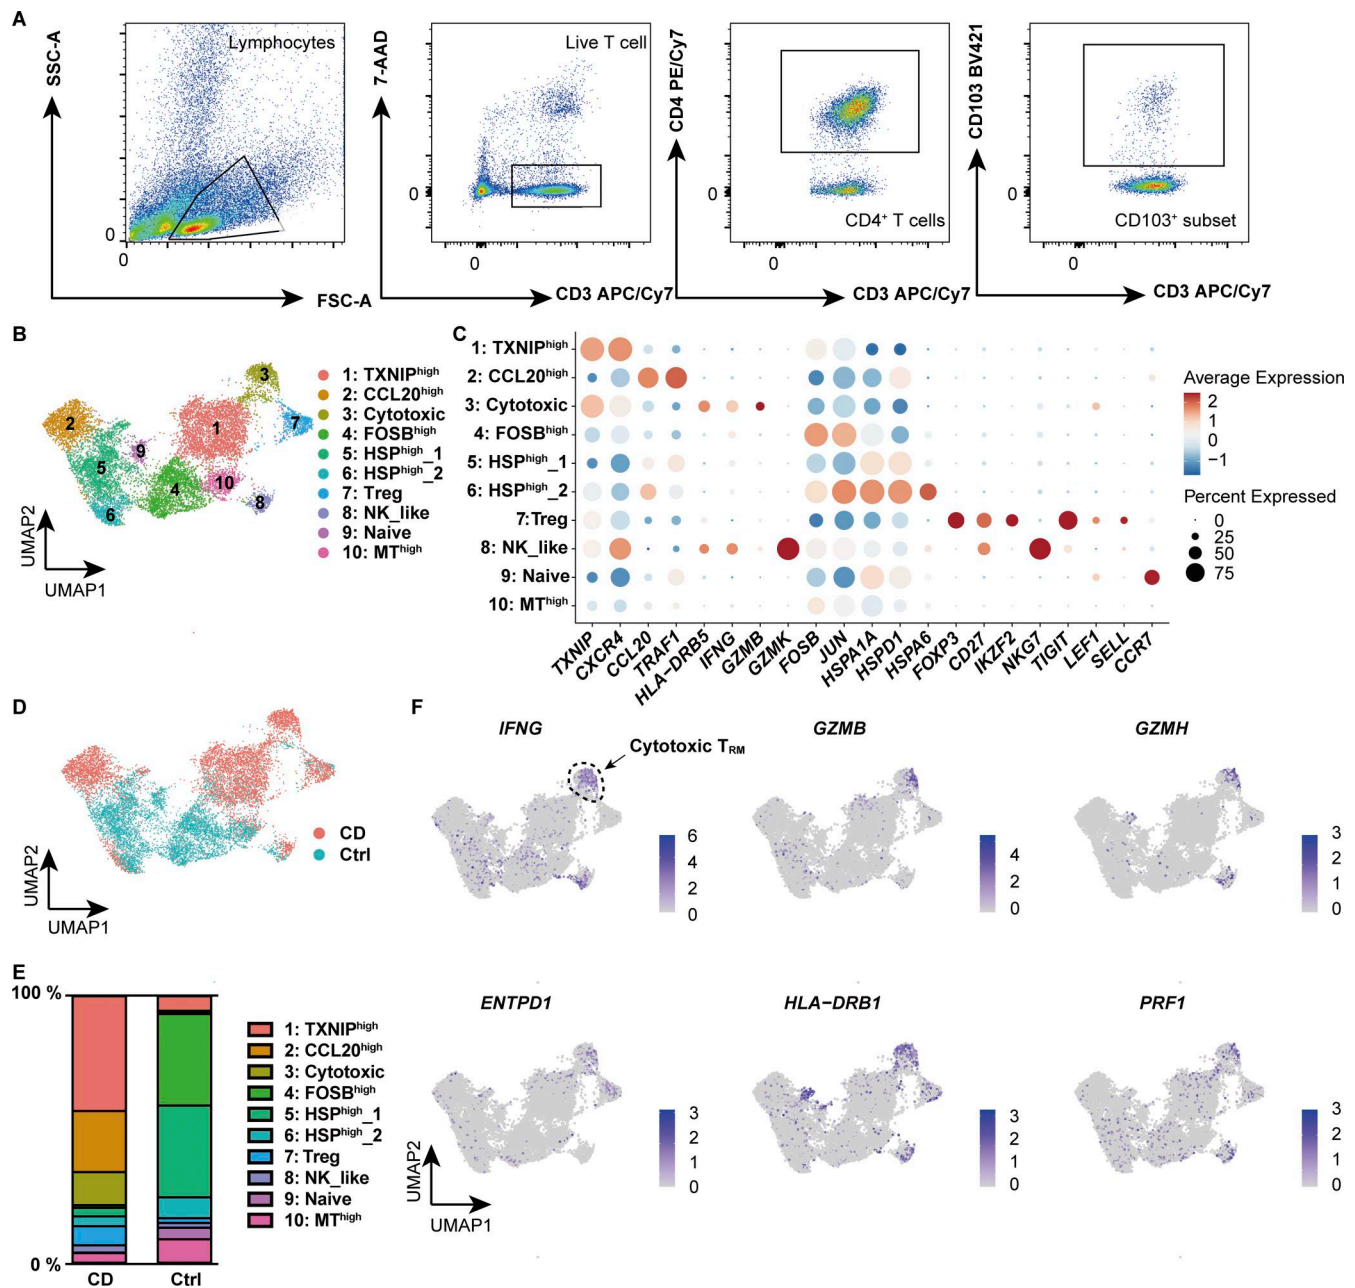 A
SSC-A
Lymphocytes
0
0
FSC-A
7-AAD
Live T cell
0
0
CD3 APC/Cy7
CD4 PE/Cy7
CD4⁺ T cells
0
0
CD3 APC/Cy7
CD103 BV421
CD103⁺ subset
0
0
CD3 APC/Cy7
B
1
2
3
4
5
6
7
8
9
10
UMAP2
UMAP1
1: TXNIPʰⁱᵍʰ
2: CCL20ʰⁱᵍʰ
3: Cytotoxic
4: FOSBʰⁱᵍʰ
5: HSPʰⁱᵍʰ_1
6: HSPʰⁱᵍʰ_2
7: Treg
8: NK_like
9: Naive
10: MTʰⁱᵍʰ
C
1: TXNIPʰⁱᵍʰ
2: CCL20ʰⁱᵍʰ
3: Cytotoxic
4: FOSBʰⁱᵍʰ
5: HSPʰⁱᵍʰ_1
6: HSPʰⁱᵍʰ_2
7:Treg
8: NK_like
9: Naive
10: MTʰⁱᵍʰ
TXNIP
CXCR4
CCL20
TRAF1
HLA−DRB5
IFNG
GZMB
GZMK
FOSB
JUN
HSPA1A
HSPD1
HSPA6
FOXP3
CD27
IKZF2
NKG7
TIGIT
LEF1
SELL
CCR7
Average Expression
2
1
0
−1
Percent Expressed
0
25
50
75
D
CD
Ctrl
UMAP2
UMAP1
E
100 %
0 %
CD
Ctrl
1: TXNIPʰⁱᵍʰ
2: CCL20ʰⁱᵍʰ
3: Cytotoxic
4: FOSBʰⁱᵍʰ
5: HSPʰⁱᵍʰ_1
6: HSPʰⁱᵍʰ_2
7: Treg
8: NK_like
9: Naive
10: MTʰⁱᵍʰ
F
IFNG
Cytotoxic T_RM
6
4
2
0
GZMB
4
2
0
GZMH
3
2
1
0
ENTPD1
3
2
1
0
UMAP2
UMAP1
HLA−DRB1
3
2
1
0
PRF1
3
2
1
0